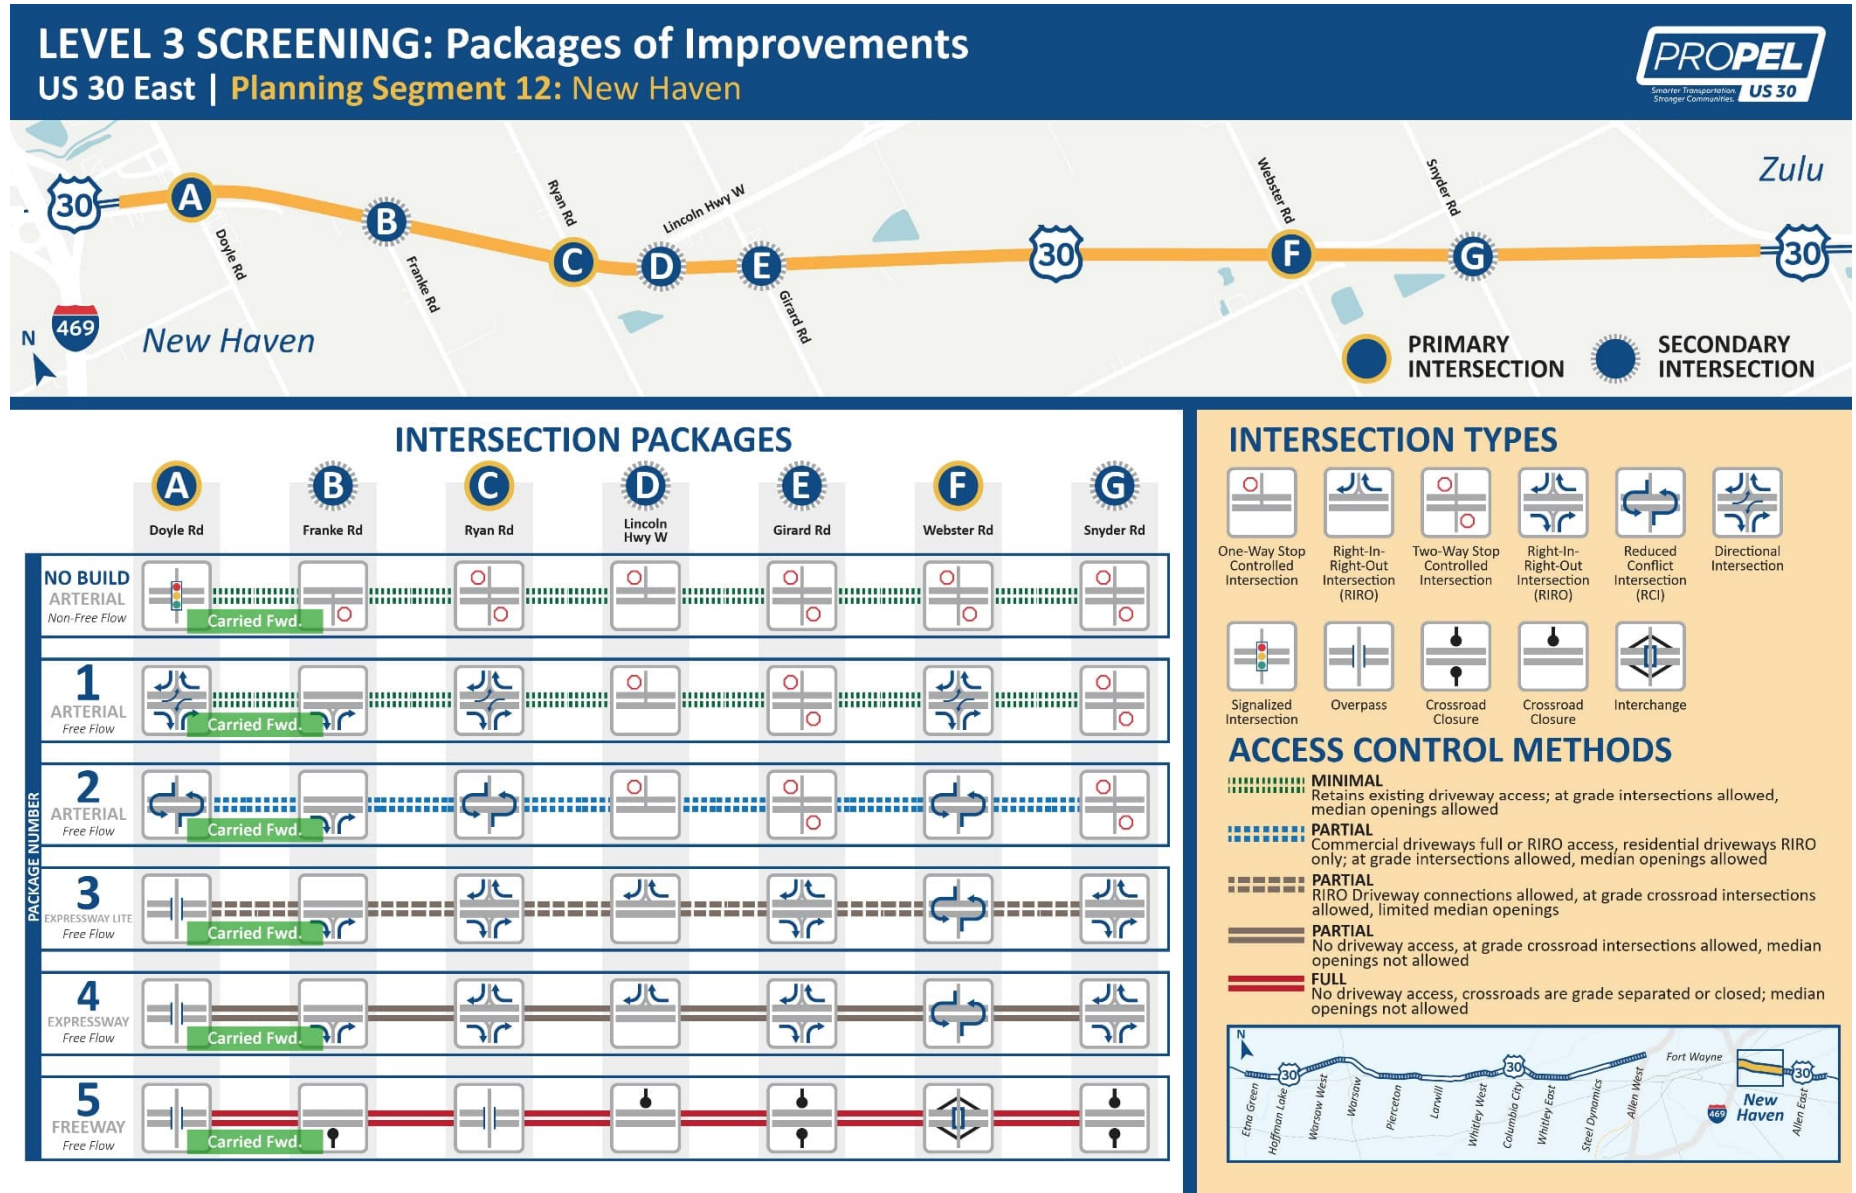 LEVEL 3 SCREENING: Packages of Improvements
US 30 East | Planning Segment 12: New Haven
PROPEL
Smarter Transportation.
Stronger Communities.
US 30
Zulu
30
A
B
C
D
E
30
F
G
30
Doyle Rd
Franke Rd
Ryan Rd
Lincoln Hwy W
Girard Rd
Webster Rd
Snyder Rd
N
469
New Haven
PRIMARY
INTERSECTION
SECONDARY
INTERSECTION
INTERSECTION PACKAGES
A
B
C
D
E
F
G
Doyle Rd
Franke Rd
Ryan Rd
Lincoln
Hwy W
Girard Rd
Webster Rd
Snyder Rd
PACKAGE NUMBER
NO BUILD
ARTERIAL
Non-Free Flow
Carried Fwd.
1
ARTERIAL
Free Flow
Carried Fwd.
2
ARTERIAL
Free Flow
Carried Fwd.
3
EXPRESSWAY LITE
Free Flow
Carried Fwd.
4
EXPRESSWAY
Free Flow
Carried Fwd.
5
FREEWAY
Free Flow
Carried Fwd.
INTERSECTION TYPES
One-Way Stop
Controlled
Intersection
Right-In-
Right-Out
Intersection
(RIRO)
Two-Way Stop
Controlled
Intersection
Right-In-
Right-Out
Intersection
(RIRO)
Reduced
Conflict
Intersection
(RCI)
Directional
Intersection
Signalized
Intersection
Overpass
Crossroad
Closure
Crossroad
Closure
Interchange
ACCESS CONTROL METHODS
MINIMAL
Retains existing driveway access; at grade intersections allowed,
median openings allowed
PARTIAL
Commercial driveways full or RIRO access, residential driveways RIRO
only; at grade intersections allowed, median openings allowed
PARTIAL
RIRO Driveway connections allowed, at grade crossroad intersections
allowed, limited median openings
PARTIAL
No driveway access, at grade crossroad intersections allowed, median
openings not allowed
FULL
No driveway access, crossroads are grade separated or closed; median
openings not allowed
N
30
30
30
469
Etna Green
Hoffman Lake
Warsaw West
Warsaw
Pierceton
Larwill
Whitley West
Columbia City
Whitley East
Steel Dynamics
Allen West
Fort Wayne
New
Haven
Allen East